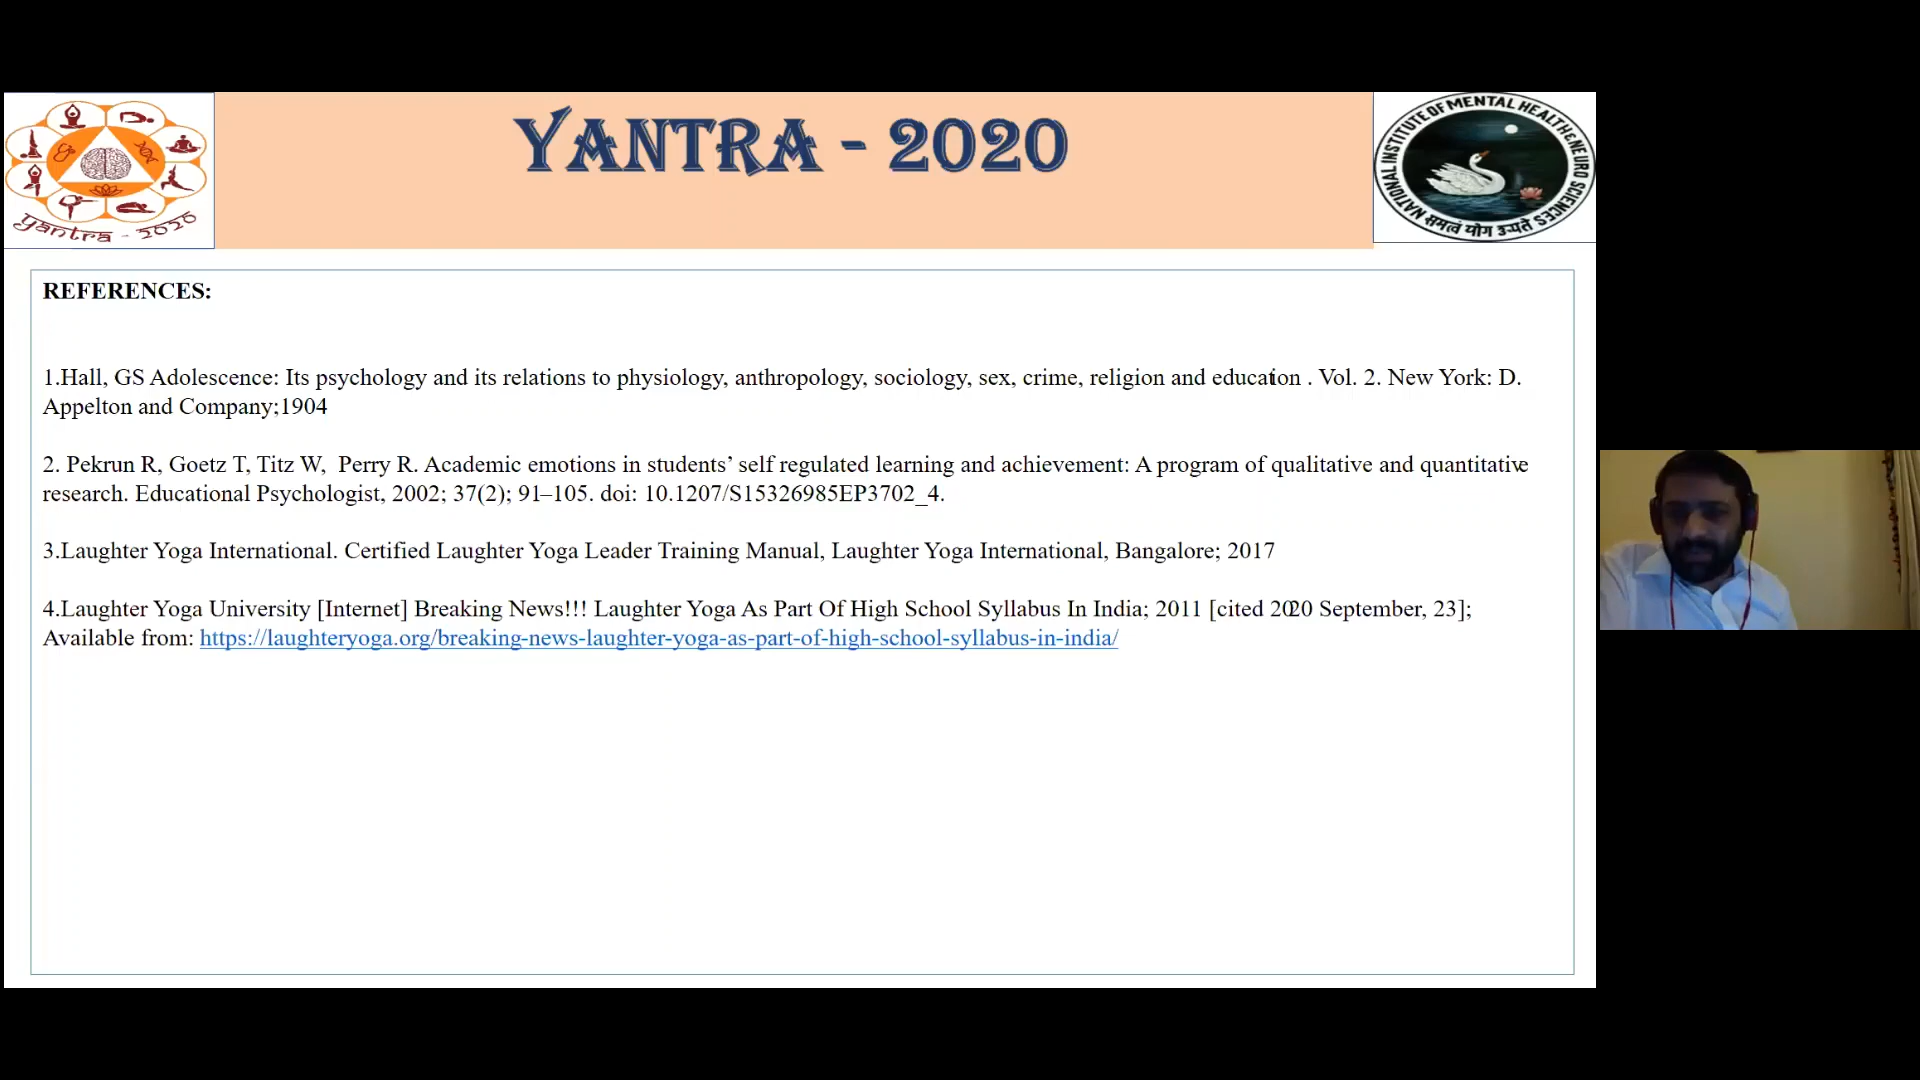 YANTRA - 2020
yantra - 2020
NATIONAL INSTITUTE OF MENTAL HEALTH & NEURO SCIENCES
समत्वं योग उच्यते
REFERENCES:
1.Hall, GS Adolescence: Its psychology and its relations to physiology, anthropology, sociology, sex, crime, religion and education . Vol. 2. New York: D.
Appelton and Company;1904
2. Pekrun R, Goetz T, Titz W,  Perry R. Academic emotions in students’ self regulated learning and achievement: A program of qualitative and quantitative
research. Educational Psychologist, 2002; 37(2); 91–105. doi: 10.1207/S15326985EP3702_4.
3.Laughter Yoga International. Certified Laughter Yoga Leader Training Manual, Laughter Yoga International, Bangalore; 2017
4.Laughter Yoga University [Internet] Breaking News!!! Laughter Yoga As Part Of High School Syllabus In India; 2011 [cited 2020 September, 23];
Available from: https://laughteryoga.org/breaking-news-laughter-yoga-as-part-of-high-school-syllabus-in-india/